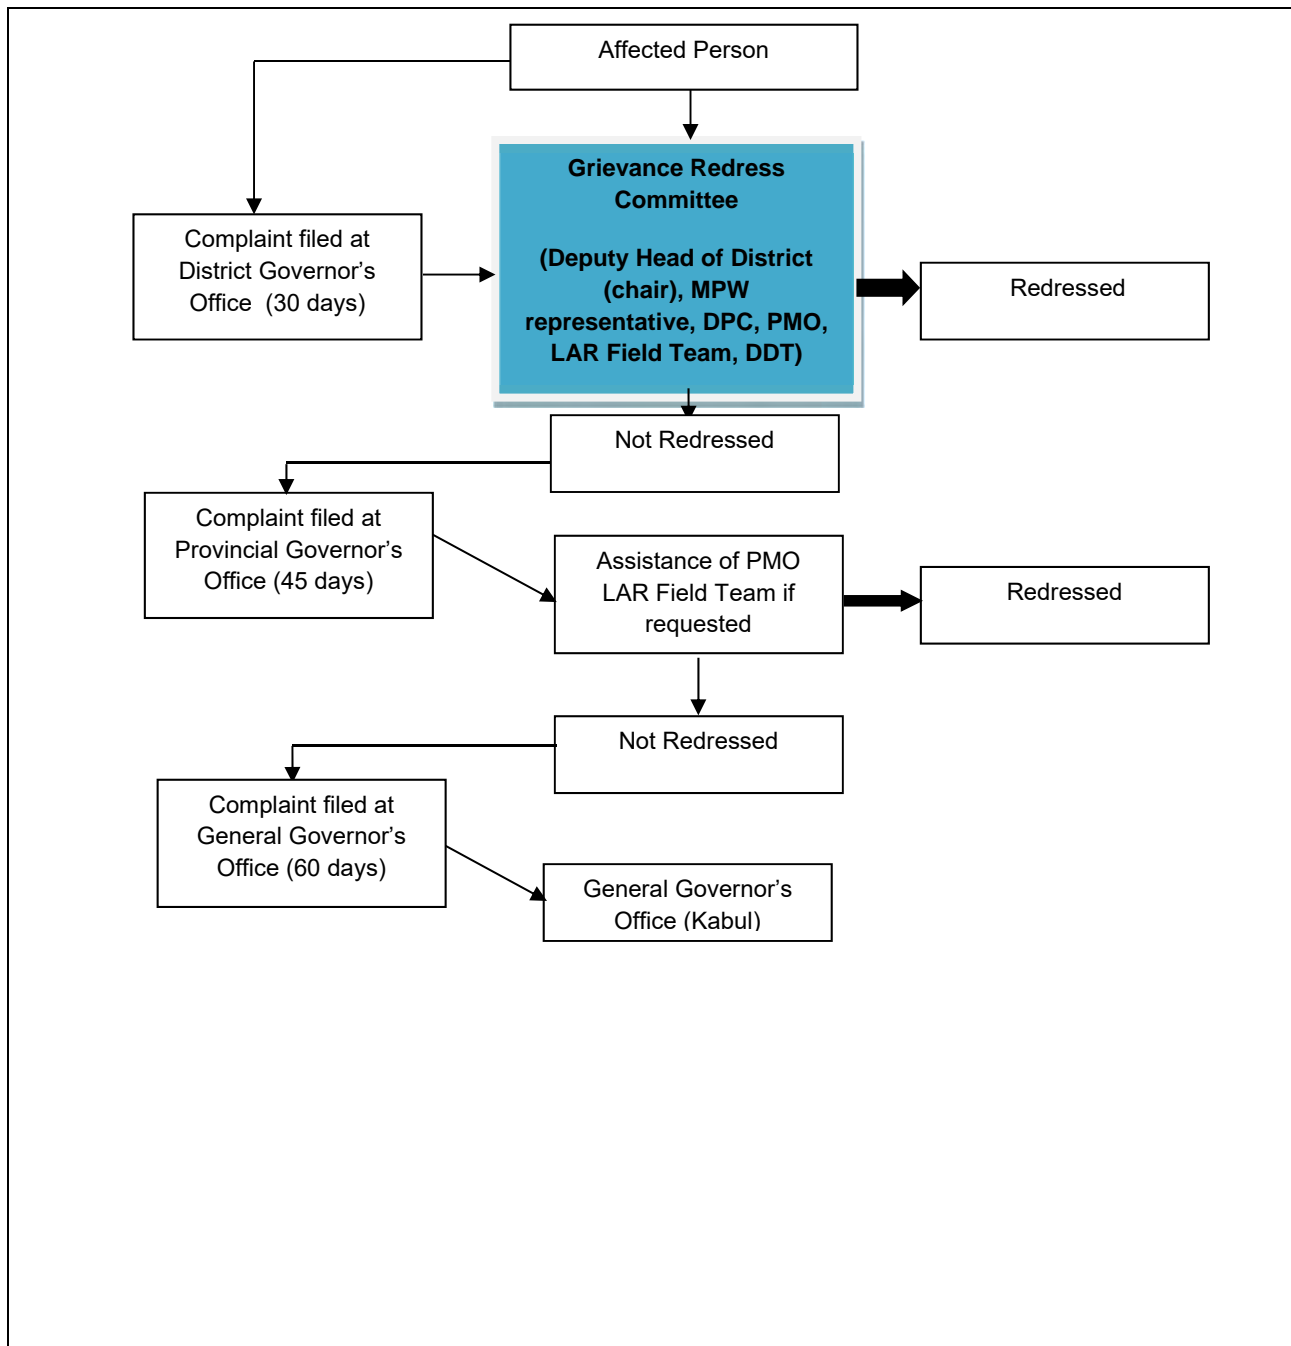 Affected Person
Grievance Redress
Committee
(Deputy Head of District
(chair), MPW
representative, DPC, PMO,
LAR Field Team, DDT)
Complaint filed at
District Governor’s
Office (30 days)
Redressed
Not Redressed
Complaint filed at
Provincial Governor’s
Office (45 days)
Assistance of PMO
LAR Field Team if
requested
Redressed
Not Redressed
Complaint filed at
General Governor’s
Office (60 days)
General Governor’s
Office (Kabul)